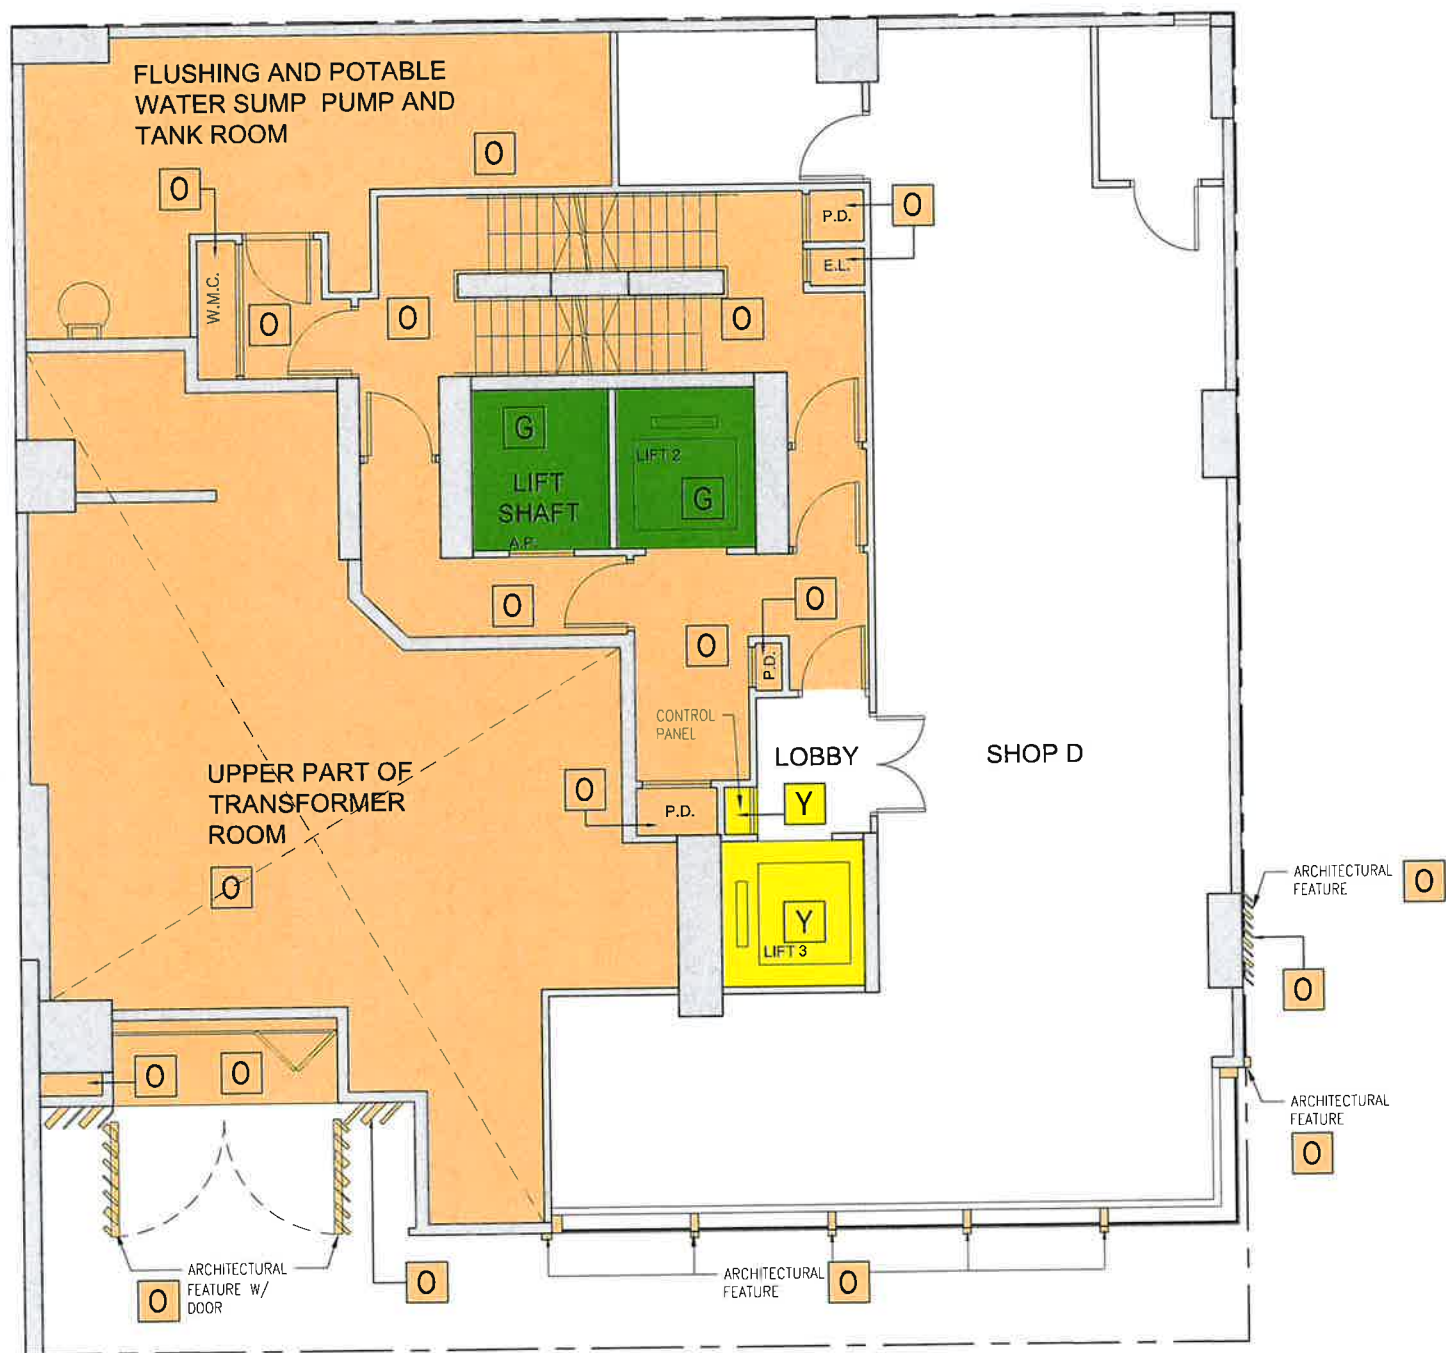 FLUSHING AND POTABLE
WATER SUMP PUMP AND
TANK ROOM
O
O
P.D.
O
E.L.
W.M.C.
O
O
O
G
LIFT
SHAFT
A.P.
LIFT 2
G
O
O
O
P.D.
CONTROL
PANEL
LOBBY
SHOP D
UPPER PART OF
TRANSFORMER
ROOM
O
O
P.D.
Y
Y
LIFT 3
ARCHITECTURAL
FEATURE
O
O
O
O
ARCHITECTURAL
FEATURE
O
ARCHITECTURAL
FEATURE W/
DOOR
O
O
ARCHITECTURAL
FEATURE
O